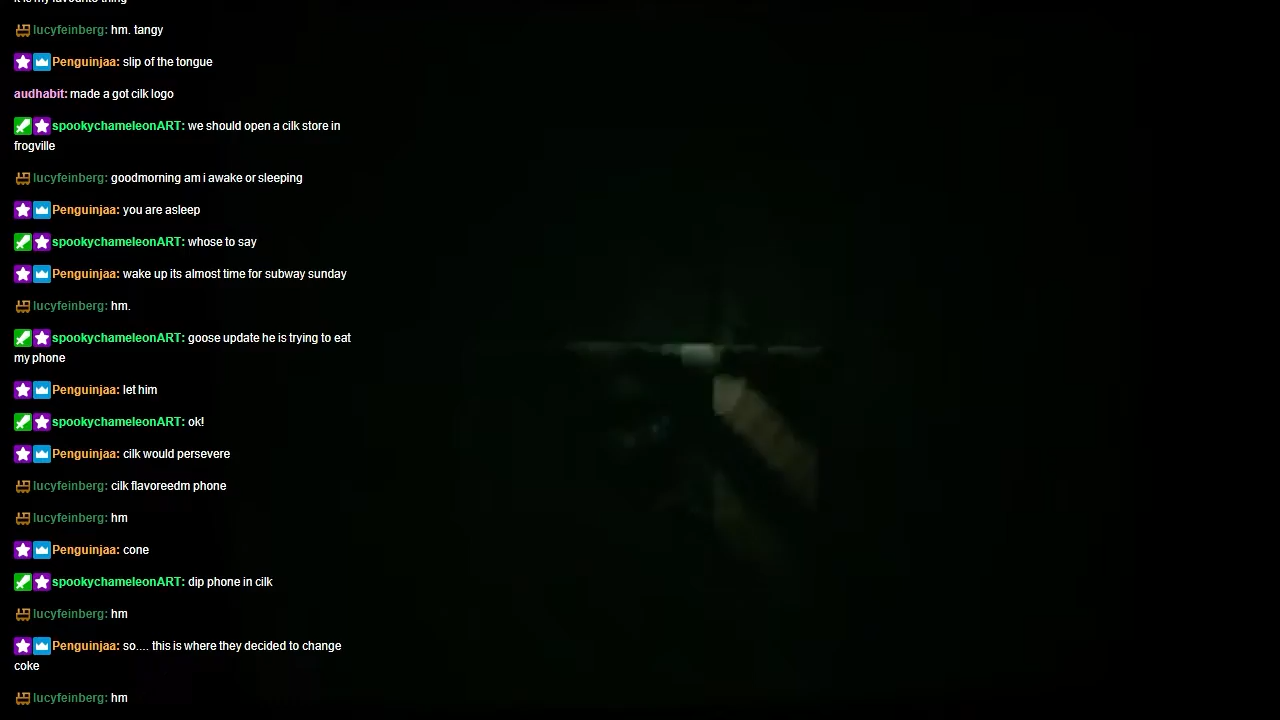 lucyfeinberg: hm. tangy
Penguinjaa: slip of the tongue
audhabit: made a got cilk logo
spookychameleonART: we should open a cilk store in
frogville
lucyfeinberg: goodmorning am i awake or sleeping
Penguinjaa: you are asleep
spookychameleonART: whose to say
Penguinjaa: wake up its almost time for subway sunday
lucyfeinberg: hm.
spookychameleonART: goose update he is trying to eat
my phone
Penguinjaa: let him
spookychameleonART: ok!
Penguinjaa: cilk would persevere
lucyfeinberg: cilk flavoreedm phone
lucyfeinberg: hm
Penguinjaa: cone
spookychameleonART: dip phone in cilk
lucyfeinberg: hm
Penguinjaa: so.... this is where they decided to change
coke
lucyfeinberg: hm